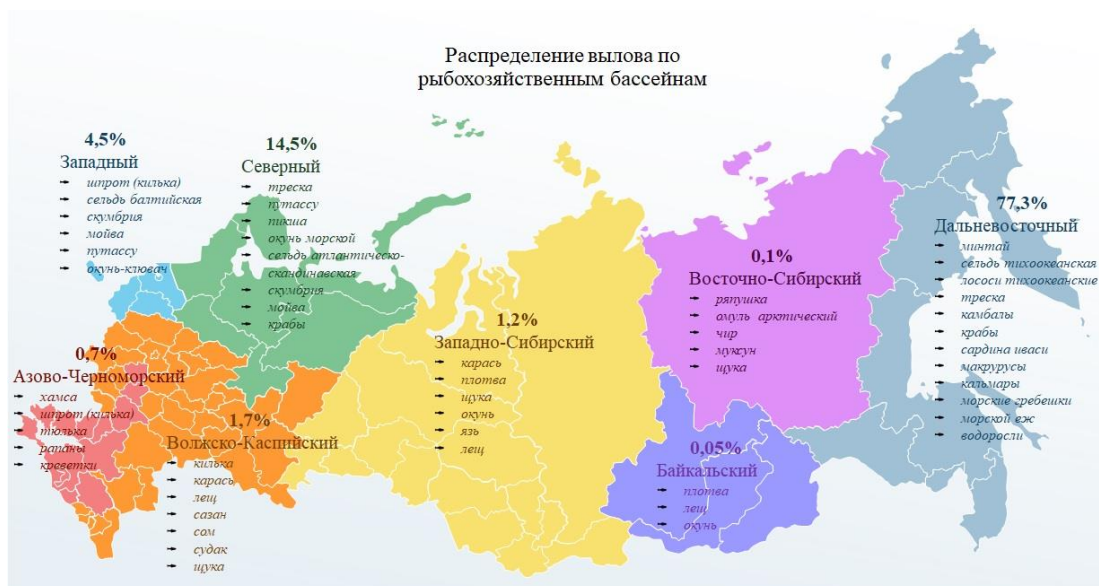 Распределение вылова по
рыбохозяйственным бассейнам
4,5%
Западный
шпрот (килька)
сельдь балтийская
скумбрия
мойва
путассу
окунь-клювач
14,5%
Северный
треска
путассу
пикша
окунь морской
сельдь атлантическо-
скандинавская
скумбрия
мойва
крабы
77,3%
Дальневосточный
минтай
сельдь тихоокеанская
лососи тихоокеанские
треска
камбалы
крабы
сардина иваси
макрурусы
кальмары
морские гребешки
морской еж
водоросли
0,1%
Восточно-Сибирский
ряпушка
омуль арктический
чир
муксун
щука
1,2%
Западно-Сибирский
карась
плотва
щука
окунь
язь
лещ
0,7%
Азово-Черноморский
хамса
шпрот (килька)
тюлька
рапаны
креветки
1,7%
Волжско-Каспийский
килька
карась
лещ
сазан
сом
судак
щука
0,05%
Байкальский
плотва
лещ
окунь